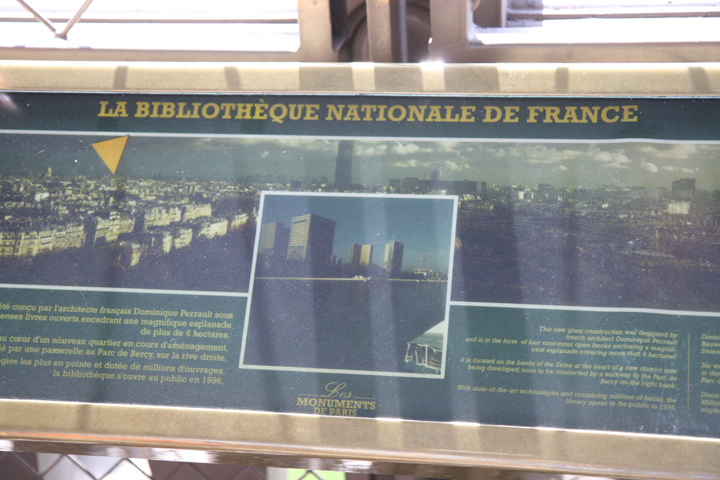 LA BIBLIOTHÈQUE NATIONALE DE FRANCE
été conçu par l'architecte français Dominique Perrault sous
enses livres ouverts encadrant une magnifique esplanade
de plus de 6 hectares.
au cœur d'un nouveau quartier en cours d'aménagement,
é par une passerelle au Parc de Bercy, sur la rive droite.
gies les plus en pointe et dotée de millions d'ouvrages,
la bibliothèque s'ouvre au public en 1996.
Les
MONUMENTS
DE PARIS
This new glass construction was designed by
french architect Dominique Perrault
and is in the form of four enormous open books enclosing a magnifi-
cent esplanade covering more than 6 hectares.
It is located on the banks of the Seine at the heart of a new district now
being developed, soon to be connected by a walkway to the Parc de
Bercy on the right bank.
With state-of-the-art technologies and containing millions of books, the
library opens to the public in 1996.